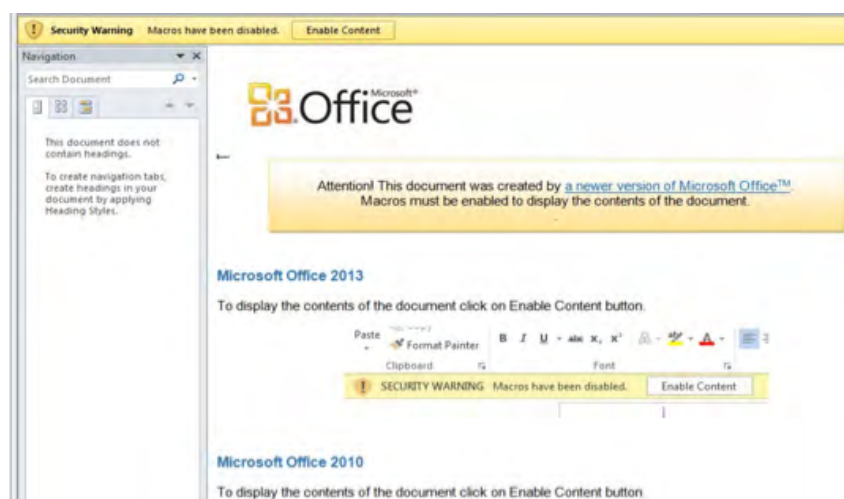 Security Warning Macros have been disabled. Enable Content
Navigation
Search Document
This document does not
contain headings.
To create navigation tabs,
create headings in your
document by applying
Heading Styles.
Microsoft®
Office
Attention! This document was created by a newer version of Microsoft Office™
Macros must be enabled to display the contents of the document.
Microsoft Office 2013
To display the contents of the document click on Enable Content button.
Paste
Format Painter
B I U abc X, X²
A
Clipboard
Font
SECURITY WARNING Macros have been disabled. Enable Content
Microsoft Office 2010
To display the contents of the document click on Enable Content button.